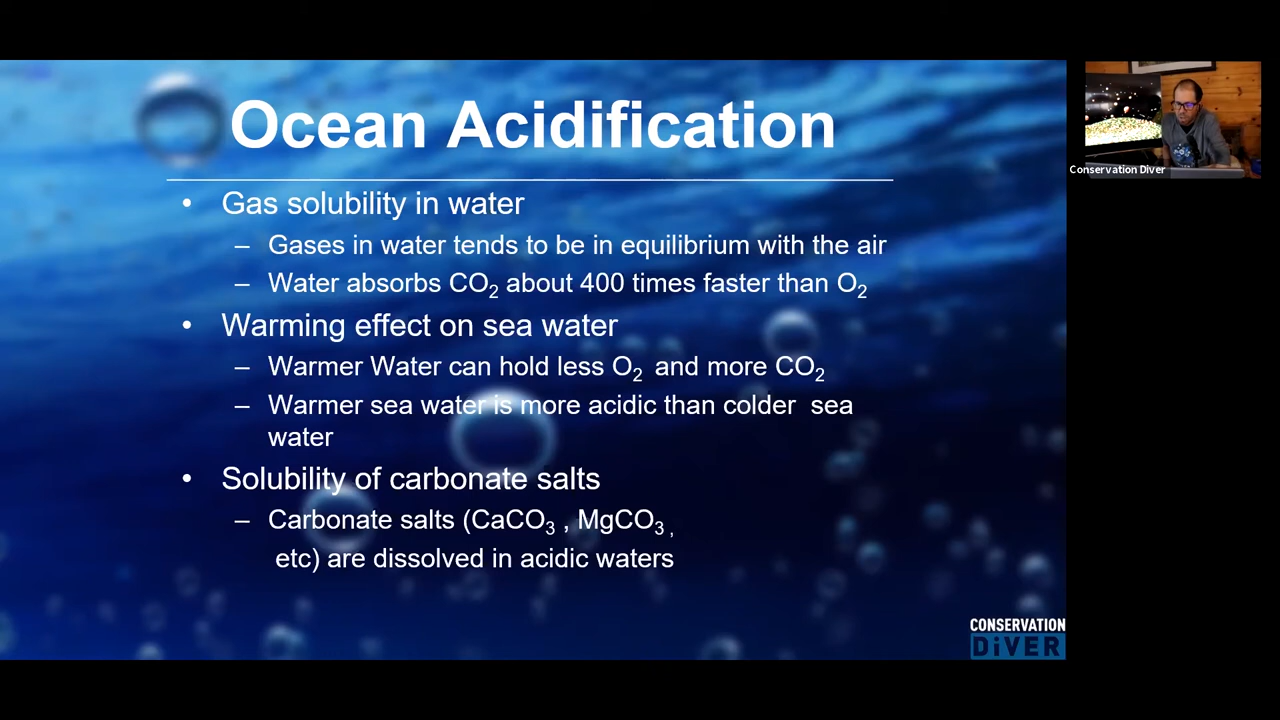 Ocean Acidification
• Gas solubility in water
– Gases in water tends to be in equilibrium with the air
– Water absorbs CO₂ about 400 times faster than O₂
• Warming effect on sea water
– Warmer Water can hold less O₂ and more CO₂
– Warmer sea water is more acidic than colder sea
water
• Solubility of carbonate salts
– Carbonate salts (CaCO₃ , MgCO₃ ,
etc) are dissolved in acidic waters
CONSERVATION
DiVER
Conservation Diver